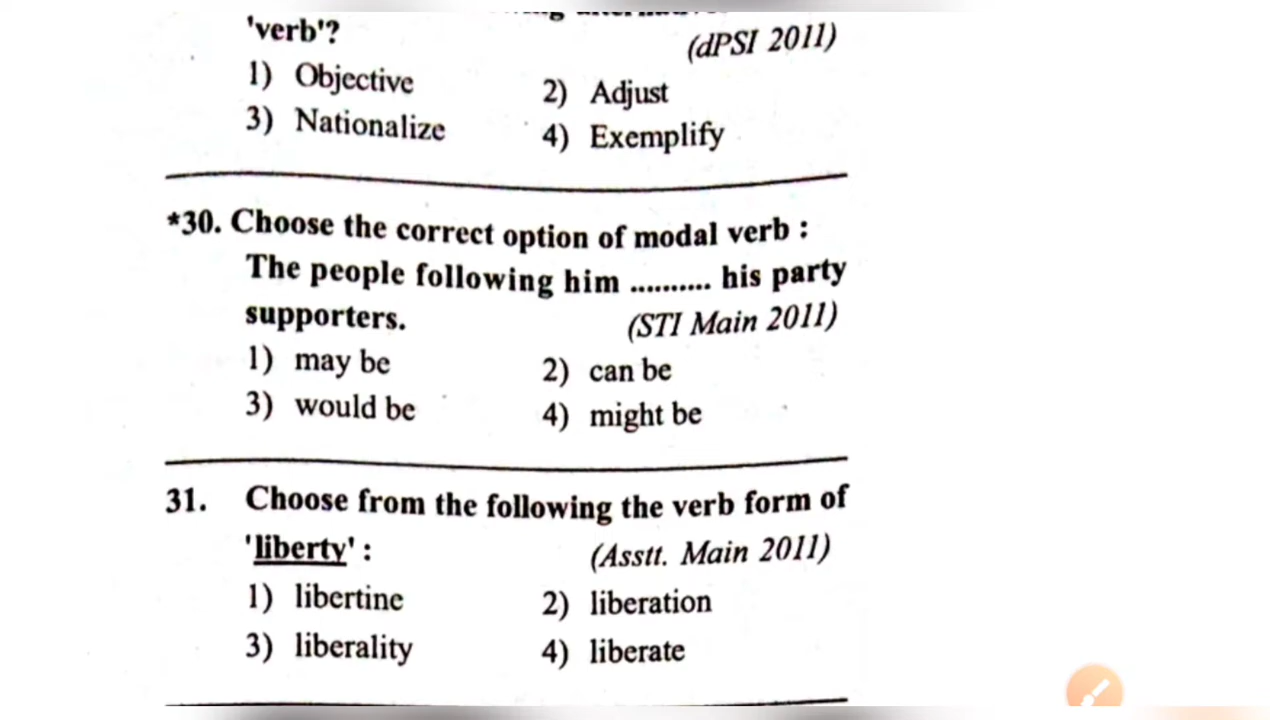 'verb'?
(dPSI 2011)
1) Objective 2) Adjust
3) Nationalize 4) Exemplify
*30. Choose the correct option of modal verb :
The people following him .......... his party
supporters. (STI Main 2011)
1) may be 2) can be
3) would be 4) might be
31. Choose from the following the verb form of
'liberty' : (Asstt. Main 2011)
1) libertine 2) liberation
3) liberality 4) liberate